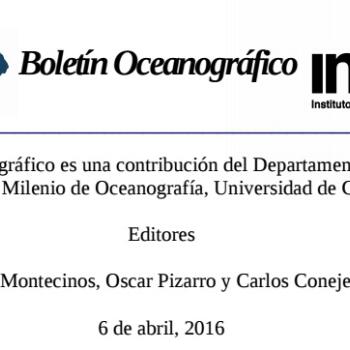 Boletín Oceanográfico
Instituto
gráfico es una contribución del Departamen
Milenio de Oceanografía, Universidad de C
Editores
Montecinos, Oscar Pizarro y Carlos Coneje
6 de abril, 2016